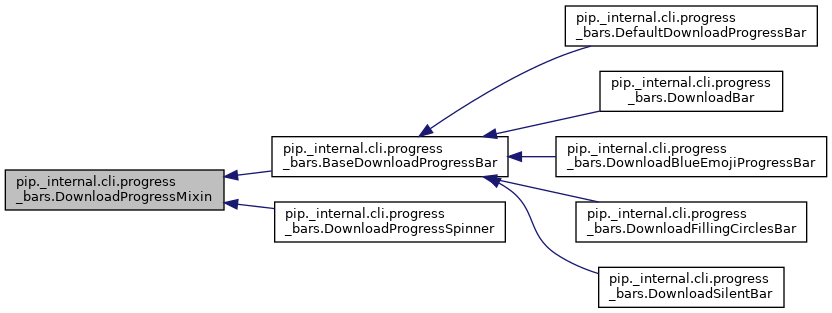 pip._internal.cli.progress
_bars.DefaultDownloadProgressBar
pip._internal.cli.progress
_bars.DownloadBar
pip._internal.cli.progress
_bars.BaseDownloadProgressBar
pip._internal.cli.progress
_bars.DownloadBlueEmojiProgressBar
pip._internal.cli.progress
_bars.DownloadProgressMixin
pip._internal.cli.progress
_bars.DownloadProgressSpinner
pip._internal.cli.progress
_bars.DownloadFillingCirclesBar
pip._internal.cli.progress
_bars.DownloadSilentBar